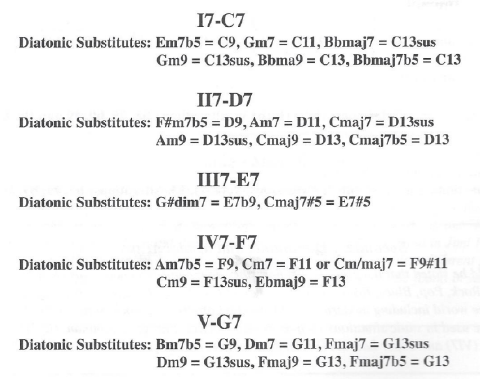 I7-C7
Diatonic Substitutes: Em7b5 = C9, Gm7 = C11, Bbmaj7 = C13sus
Gm9 = C13sus, Bbma9 = C13, Bbmaj7b5 = C13
II7-D7
Diatonic Substitutes: F#m7b5 = D9, Am7 = D11, Cmaj7 = D13sus
Am9 = D13sus, Cmaj9 = D13, Cmaj7b5 = D13
III7-E7
Diatonic Substitutes: G#dim7 = E7b9, Cmaj7#5 = E7#5
IV7-F7
Diatonic Substitutes: Am7b5 = F9, Cm7 = F11 or Cm/maj7 = F9#11
Cm9 = F13sus, Ebmaj9 = F13
V-G7
Diatonic Substitutes: Bm7b5 = G9, Dm7 = G11, Fmaj7 = G13sus
Dm9 = G13sus, Fmaj9 = G13, Fmaj7b5 = G13